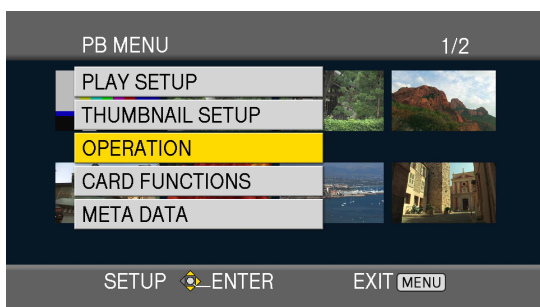 PB MENU 1/2
PLAY SETUP
THUMBNAIL SETUP
OPERATION
CARD FUNCTIONS
META DATA
SETUP ENTER EXIT MENU